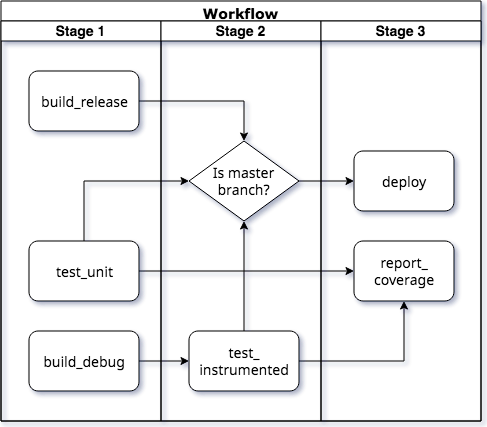 Workflow
Stage 1
Stage 2
Stage 3
build_release
Is master
branch?
deploy
test_unit
report_
coverage
build_debug
test_
instrumented